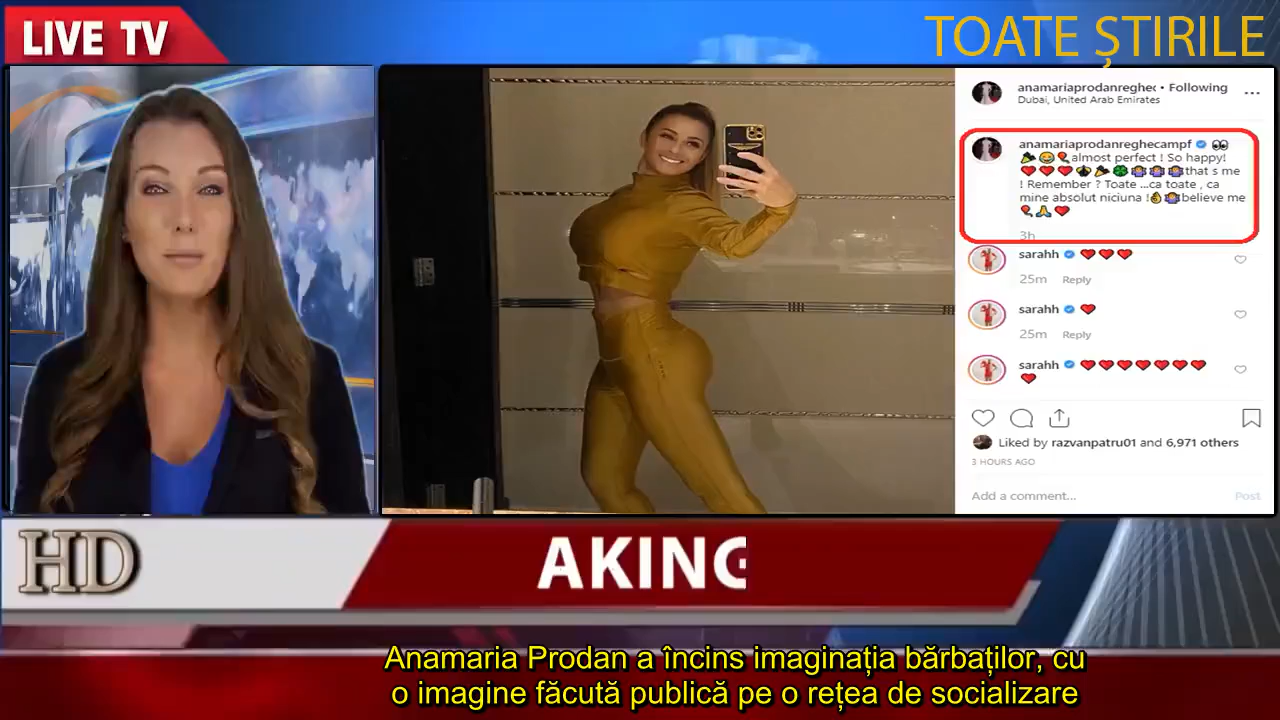 LIVE TV
TOATE ȘTIRILE
anamariaprodanreghec • Following
Dubai, United Arab Emirates
anamariaprodanreghecampf
almost perfect ! So happy!
that s me
! Remember ? Toate ...ca toate , ca
mine absolut niciuna ! believe me
3h
sarahh
25m Reply
sarahh
25m Reply
sarahh
Liked by razvanpatru01 and 6,971 others
3 HOURS AGO
Add a comment... Post
HD
AKING
Anamaria Prodan a încins imaginația bărbaților, cu
o imagine făcută publică pe o rețea de socializare